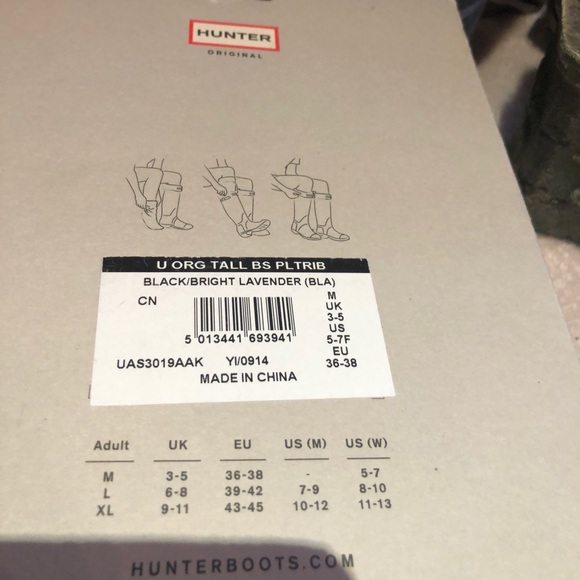 HUNTER
ORIGINAL
U ORG TALL BS PLTRIB
BLACK/BRIGHT LAVENDER (BLA)
CN
M
UK
3-5
US
5-7F
EU
36-38
5 013441 693941
UAS3019AAK YI/0914
MADE IN CHINA
Adult UK EU US (M) US (W)
M 3-5 36-38 - 5-7
L 6-8 39-42 7-9 8-10
XL 9-11 43-45 10-12 11-13
HUNTERBOOTS.COM